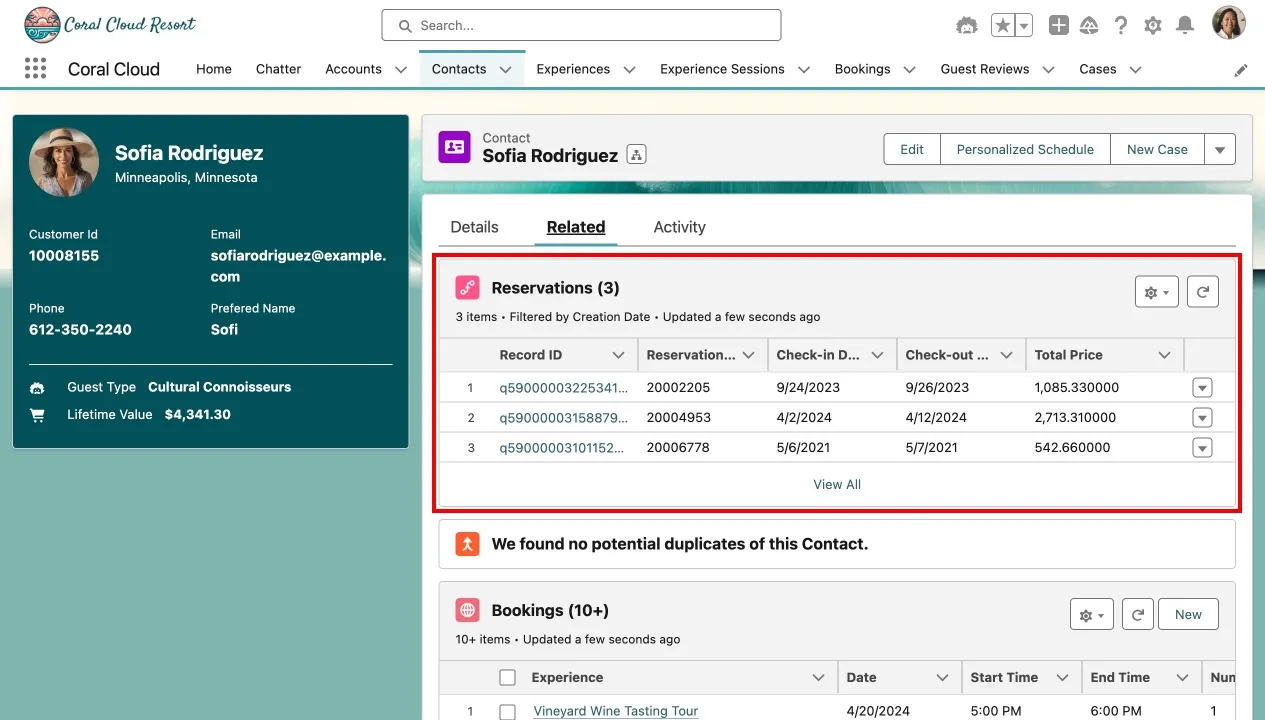 Coral Cloud Resort
Search...
Coral Cloud
Home
Chatter
Accounts
Contacts
Experiences
Experience Sessions
Bookings
Guest Reviews
Cases
Sofia Rodriguez
Minneapolis, Minnesota
Customer Id
10008155
Email
sofiarodriguez@example.
com
Phone
612-350-2240
Prefered Name
Sofi
Guest Type Cultural Connoisseurs
Lifetime Value $4,341.30
Contact
Sofia Rodriguez
Edit
Personalized Schedule
New Case
Details
Related
Activity
Reservations (3)
3 items • Filtered by Creation Date • Updated a few seconds ago
Record ID Reservation... Check-in D... Check-out ... Total Price
1 q59000003225341... 20002205 9/24/2023 9/26/2023 1,085.330000
2 q59000003158879... 20004953 4/2/2024 4/12/2024 2,713.310000
3 q59000003101152... 20006778 5/6/2021 5/7/2021 542.660000
View All
We found no potential duplicates of this Contact.
Bookings (10+)
10+ items • Updated a few seconds ago
New
Experience Date Start Time End Time Num
1 Vineyard Wine Tasting Tour 4/20/2024 5:00 PM 6:00 PM 1